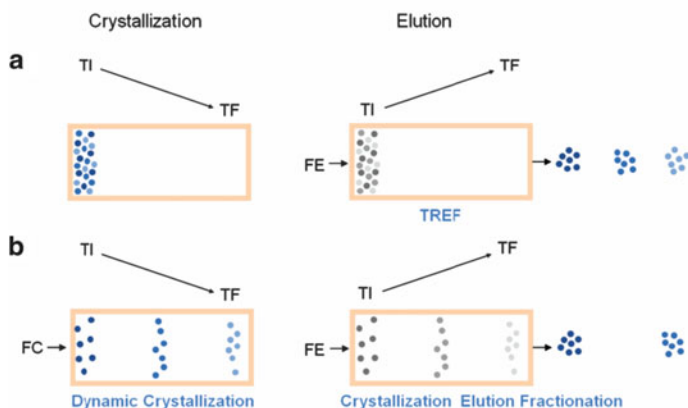 Crystallization
Elution
a
TI
TF
TF
TI
FE
TREF
b
TI
TF
TF
TI
FC
FE
Dynamic Crystallization
Crystallization Elution Fractionation